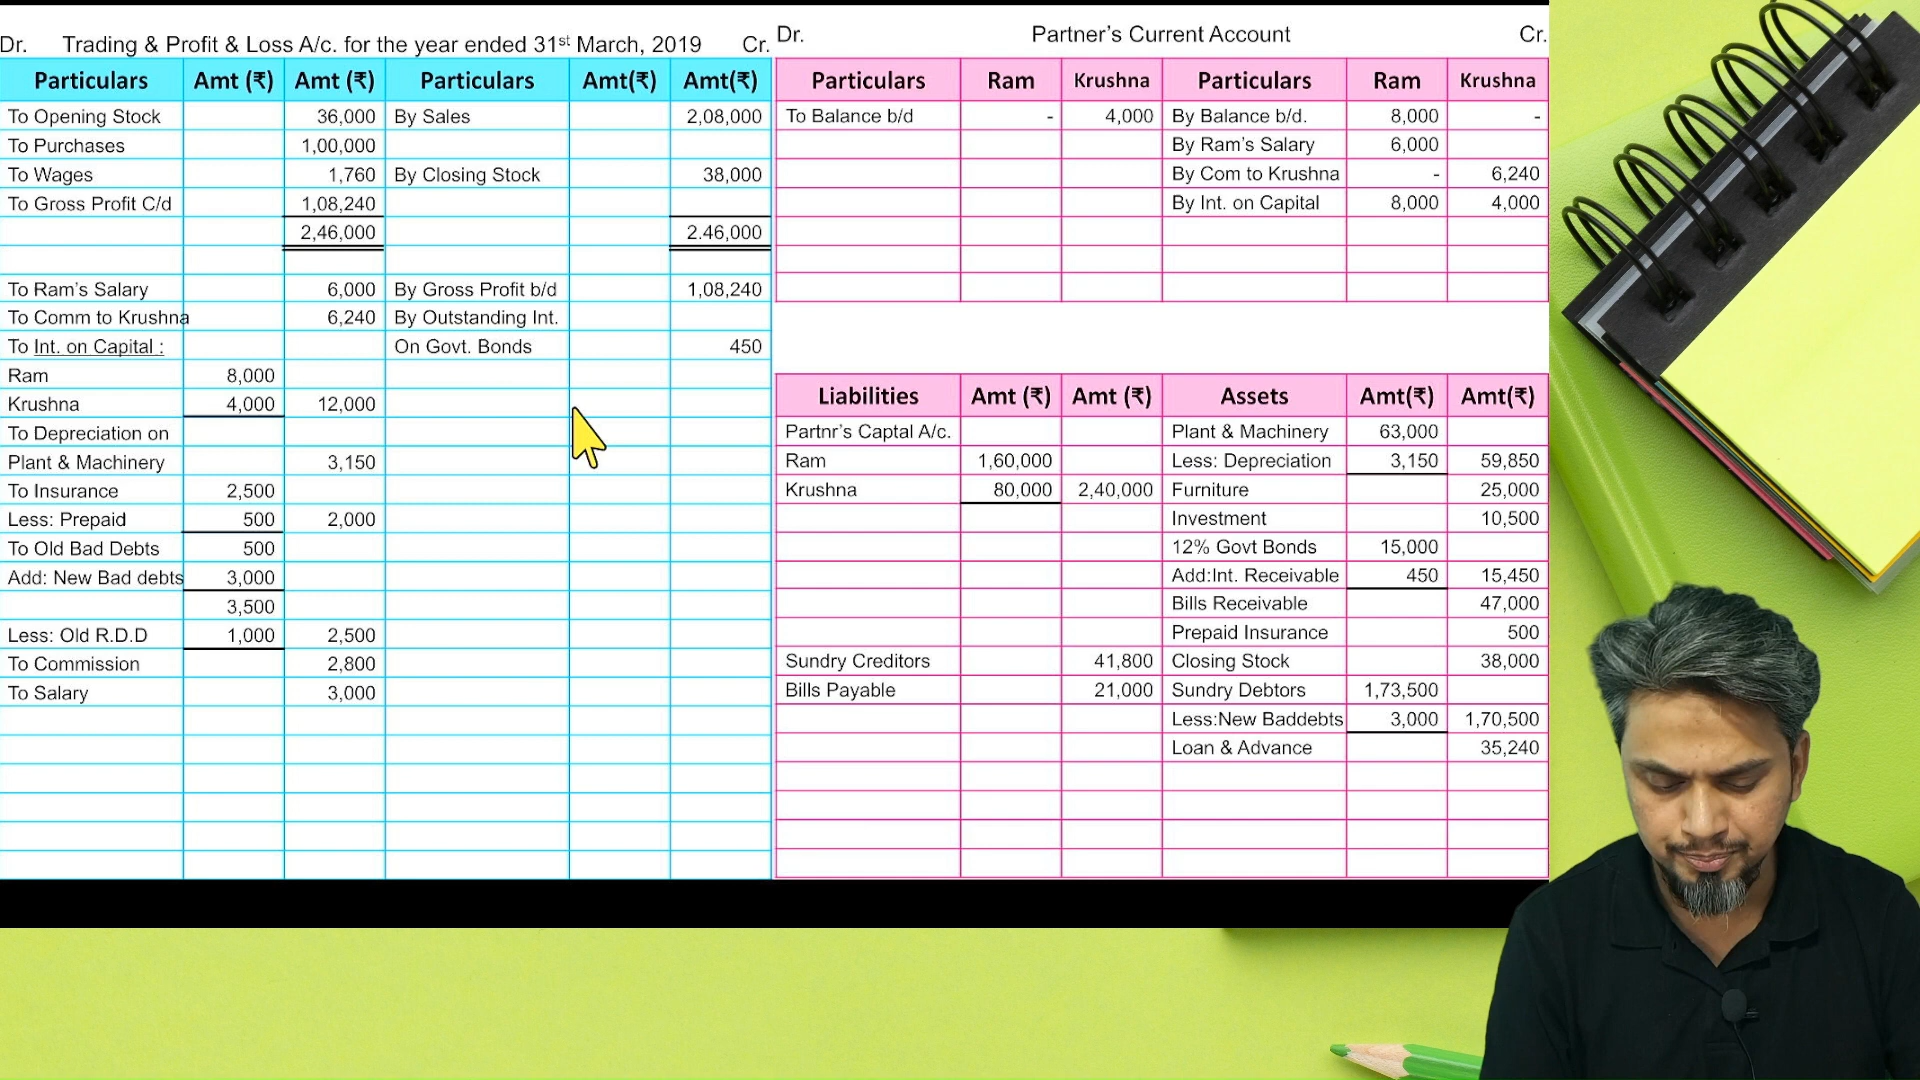 Dr. Trading & Profit & Loss A/c. for the year ended 31st March, 2019 Cr.
Particulars Amt (₹) Amt (₹) Particulars Amt(₹) Amt(₹)
To Opening Stock 36,000 By Sales 2,08,000
To Purchases 1,00,000
To Wages 1,760 By Closing Stock 38,000
To Gross Profit C/d 1,08,240
2,46,000 2.46,000
To Ram's Salary 6,000 By Gross Profit b/d 1,08,240
To Comm to Krushna 6,240 By Outstanding Int.
To Int. on Capital : On Govt. Bonds 450
Ram 8,000
Krushna 4,000 12,000
To Depreciation on
Plant & Machinery 3,150
To Insurance 2,500
Less: Prepaid 500 2,000
To Old Bad Debts 500
Add: New Bad debts 3,000
3,500
Less: Old R.D.D 1,000 2,500
To Commission 2,800
To Salary 3,000
Dr. Partner's Current Account Cr.
Particulars Ram Krushna Particulars Ram Krushna
To Balance b/d - 4,000 By Balance b/d. 8,000 -
By Ram's Salary 6,000
By Com to Krushna - 6,240
By Int. on Capital 8,000 4,000
Liabilities Amt (₹) Amt (₹) Assets Amt(₹) Amt(₹)
Partnr's Captal A/c. Plant & Machinery 63,000
Ram 1,60,000 Less: Depreciation 3,150 59,850
Krushna 80,000 2,40,000 Furniture 25,000
Investment 10,500
12% Govt Bonds 15,000
Add:Int. Receivable 450 15,450
Bills Receivable 47,000
Prepaid Insurance 500
Sundry Creditors 41,800 Closing Stock 38,000
Bills Payable 21,000 Sundry Debtors 1,73,500
Less:New Baddebts 3,000 1,70,500
Loan & Advance 35,240